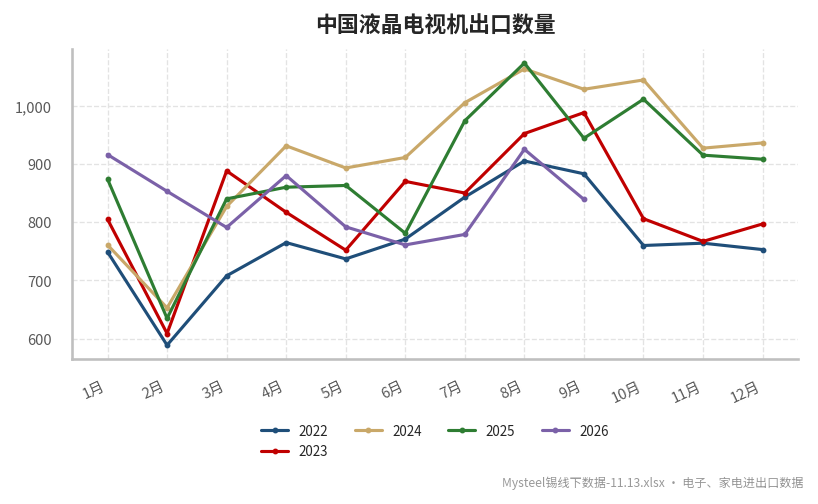 中国液晶电视机出口数量
1,000
900
800
700
600
1月 2月 3月 4月 5月 6月 7月 8月 9月 10月 11月 12月
2022 2024 2025 2026
2023
Mysteel锡线下数据-11.13.xlsx • 电子、家电进出口数据